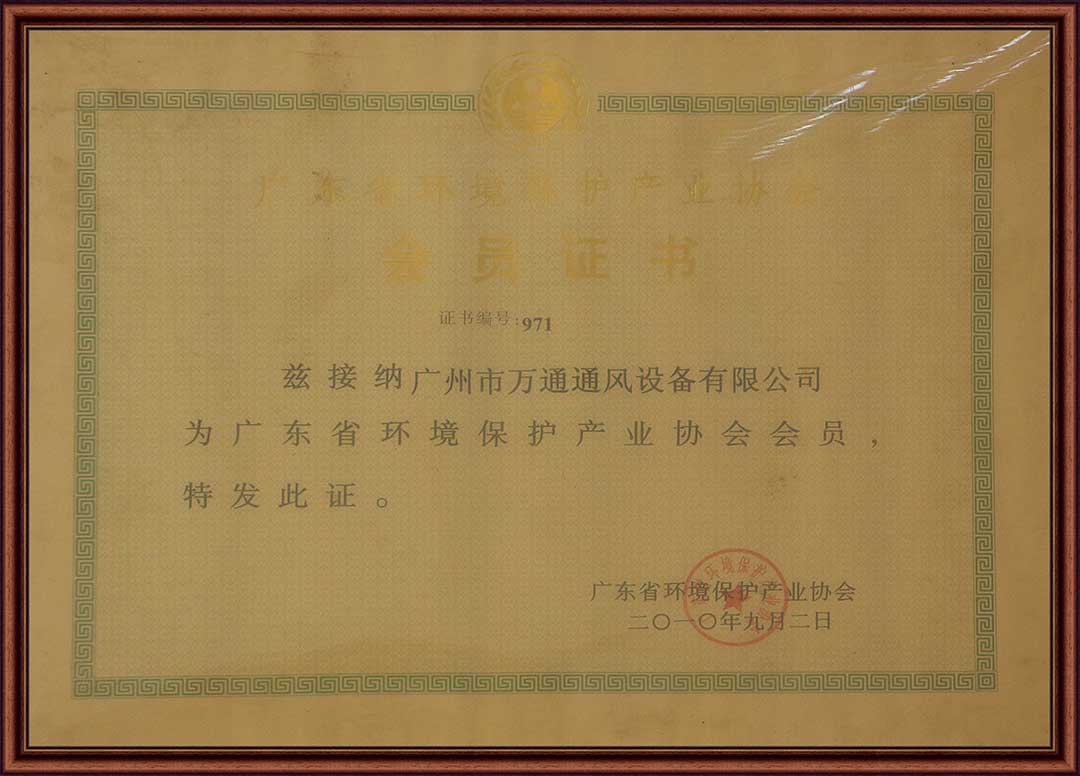 广东省环境保护产业协会
会员证书
证书编号:971
兹接纳广州市万通通风设备有限公司
为广东省环境保护产业协会会员,
特发此证。
广东省环境保护产业协会
二〇一〇年九月二日